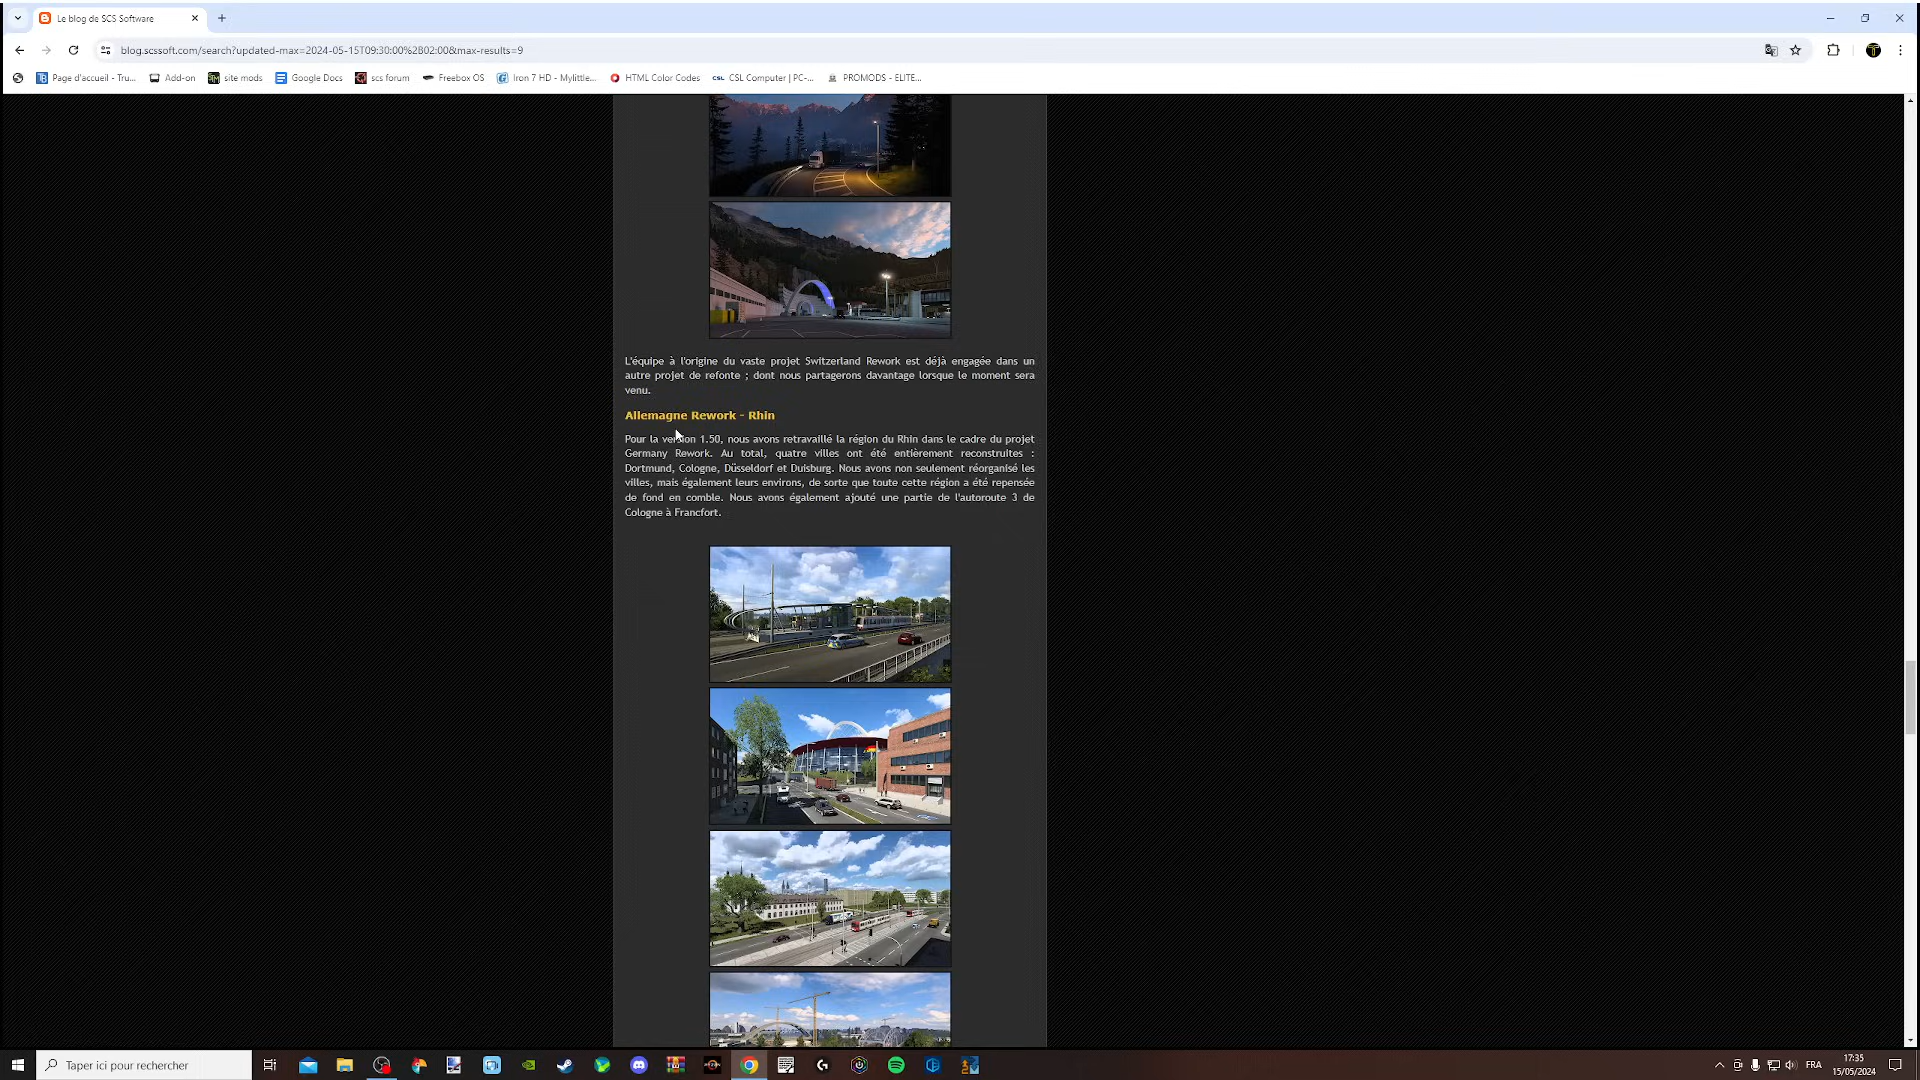 Le blog de SCS Software
blog.scssoft.com/search?updated-max=2024-05-15T09:30:00%2B02:00&max-results=9
Page d'accueil - Tru... Add-on site mods Google Docs scs forum Freebox OS Iron 7 HD - Mylittle... HTML Color Codes CSL Computer | PC-... PROMODS - ELITE...
L'équipe à l'origine du vaste projet Switzerland Rework est déjà engagée dans un
autre projet de refonte ; dont nous partagerons davantage lorsque le moment sera
venu.
Allemagne Rework - Rhin
Pour la version 1.50, nous avons retravaillé la région du Rhin dans le cadre du projet
Germany Rework. Au total, quatre villes ont été entièrement reconstruites :
Dortmund, Cologne, Düsseldorf et Duisburg. Nous avons non seulement réorganisé les
villes, mais également leurs environs, de sorte que toute cette région a été repensée
de fond en comble. Nous avons également ajouté une partie de l'autoroute 3 de
Cologne à Francfort.
Taper ici pour rechercher
FRA
17:35
15/05/2024